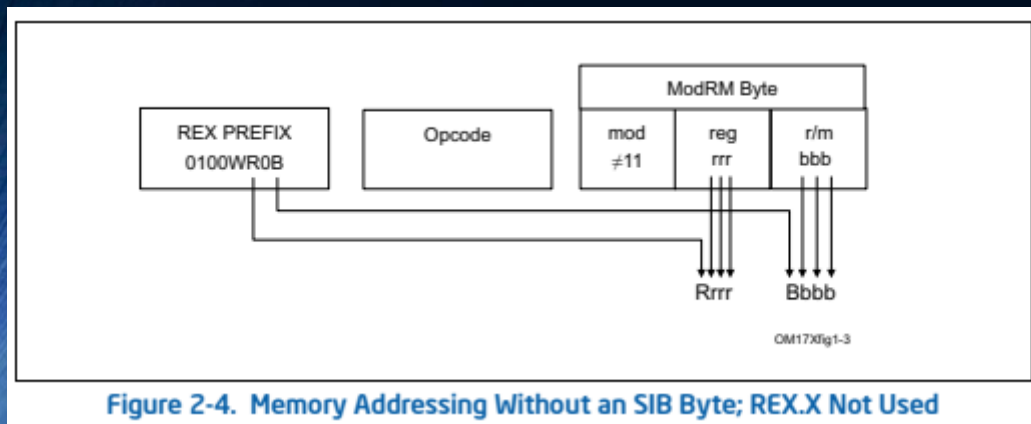 ModRM Byte
REX PREFIX
0100WR0B
Opcode
mod
≠11
reg
rrr
r/m
bbb
Rrrr
Bbbb
OM17Xfig1-3
Figure 2-4. Memory Addressing Without an SIB Byte; REX.X Not Used